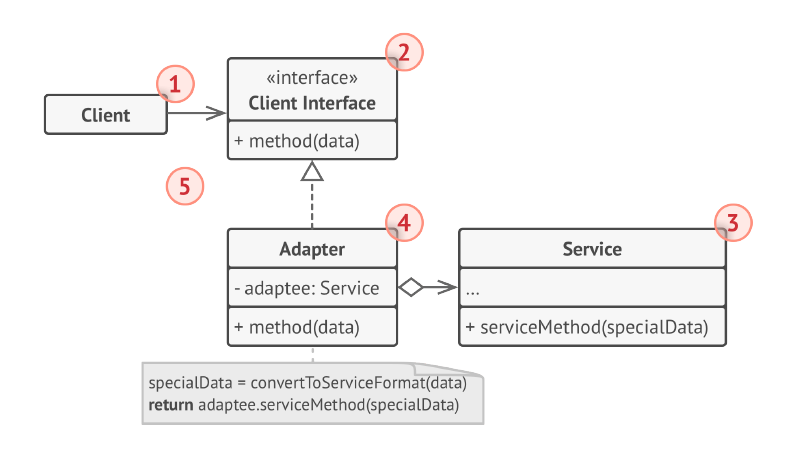 1
Client
2
«interface»
Client Interface
+ method(data)
5
4
Adapter
- adaptee: Service
+ method(data)
3
Service
...
+ serviceMethod(specialData)
specialData = convertToServiceFormat(data)
return adaptee.serviceMethod(specialData)